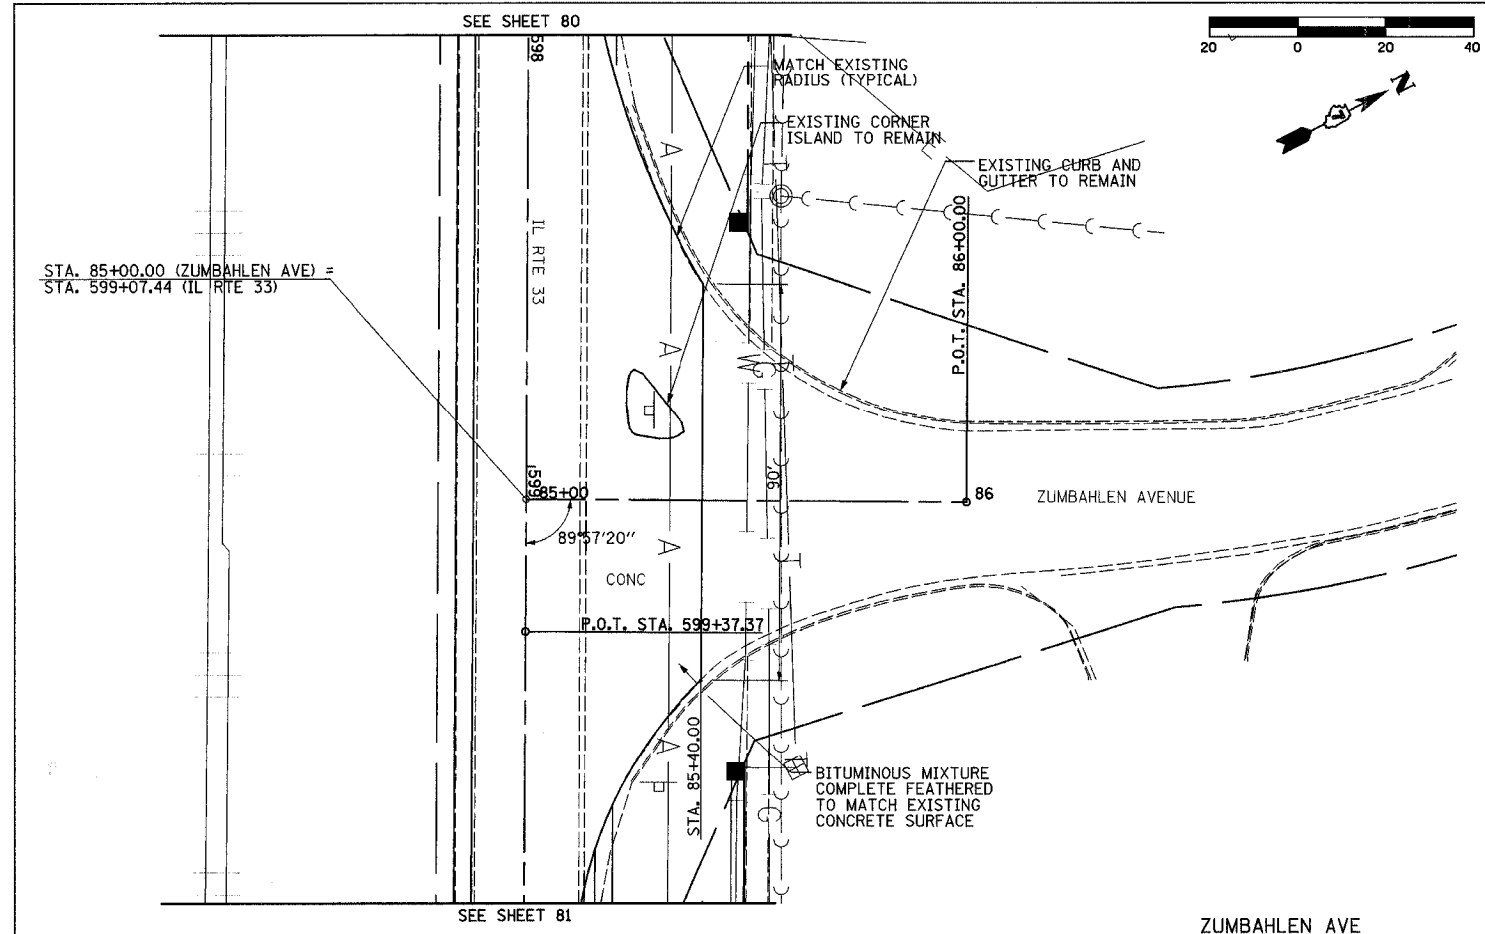 SEE SHEET 80
20 0 20 40
N
598
MATCH EXISTING
RADIUS (TYPICAL)
EXISTING CORNER
ISLAND TO REMAIN
EXISTING CURB AND
GUTTER TO REMAIN
A
P
T
IL RTE 33
P.O.T. STA. 86+00.00
STA. 85+00.00 (ZUMBAHLEN AVE) =
STA. 599+07.44 (IL RTE 33)
A
W
G
T
599
85+00
90'
86
ZUMBAHLEN AVENUE
89°57'20''
A
T
CONC
P.O.T. STA. 599+37.37
A
STA. 85+40.00
G
BITUMINOUS MIXTURE
COMPLETE FEATHERED
TO MATCH EXISTING
CONCRETE SURFACE
SEE SHEET 81
ZUMBAHLEN AVE